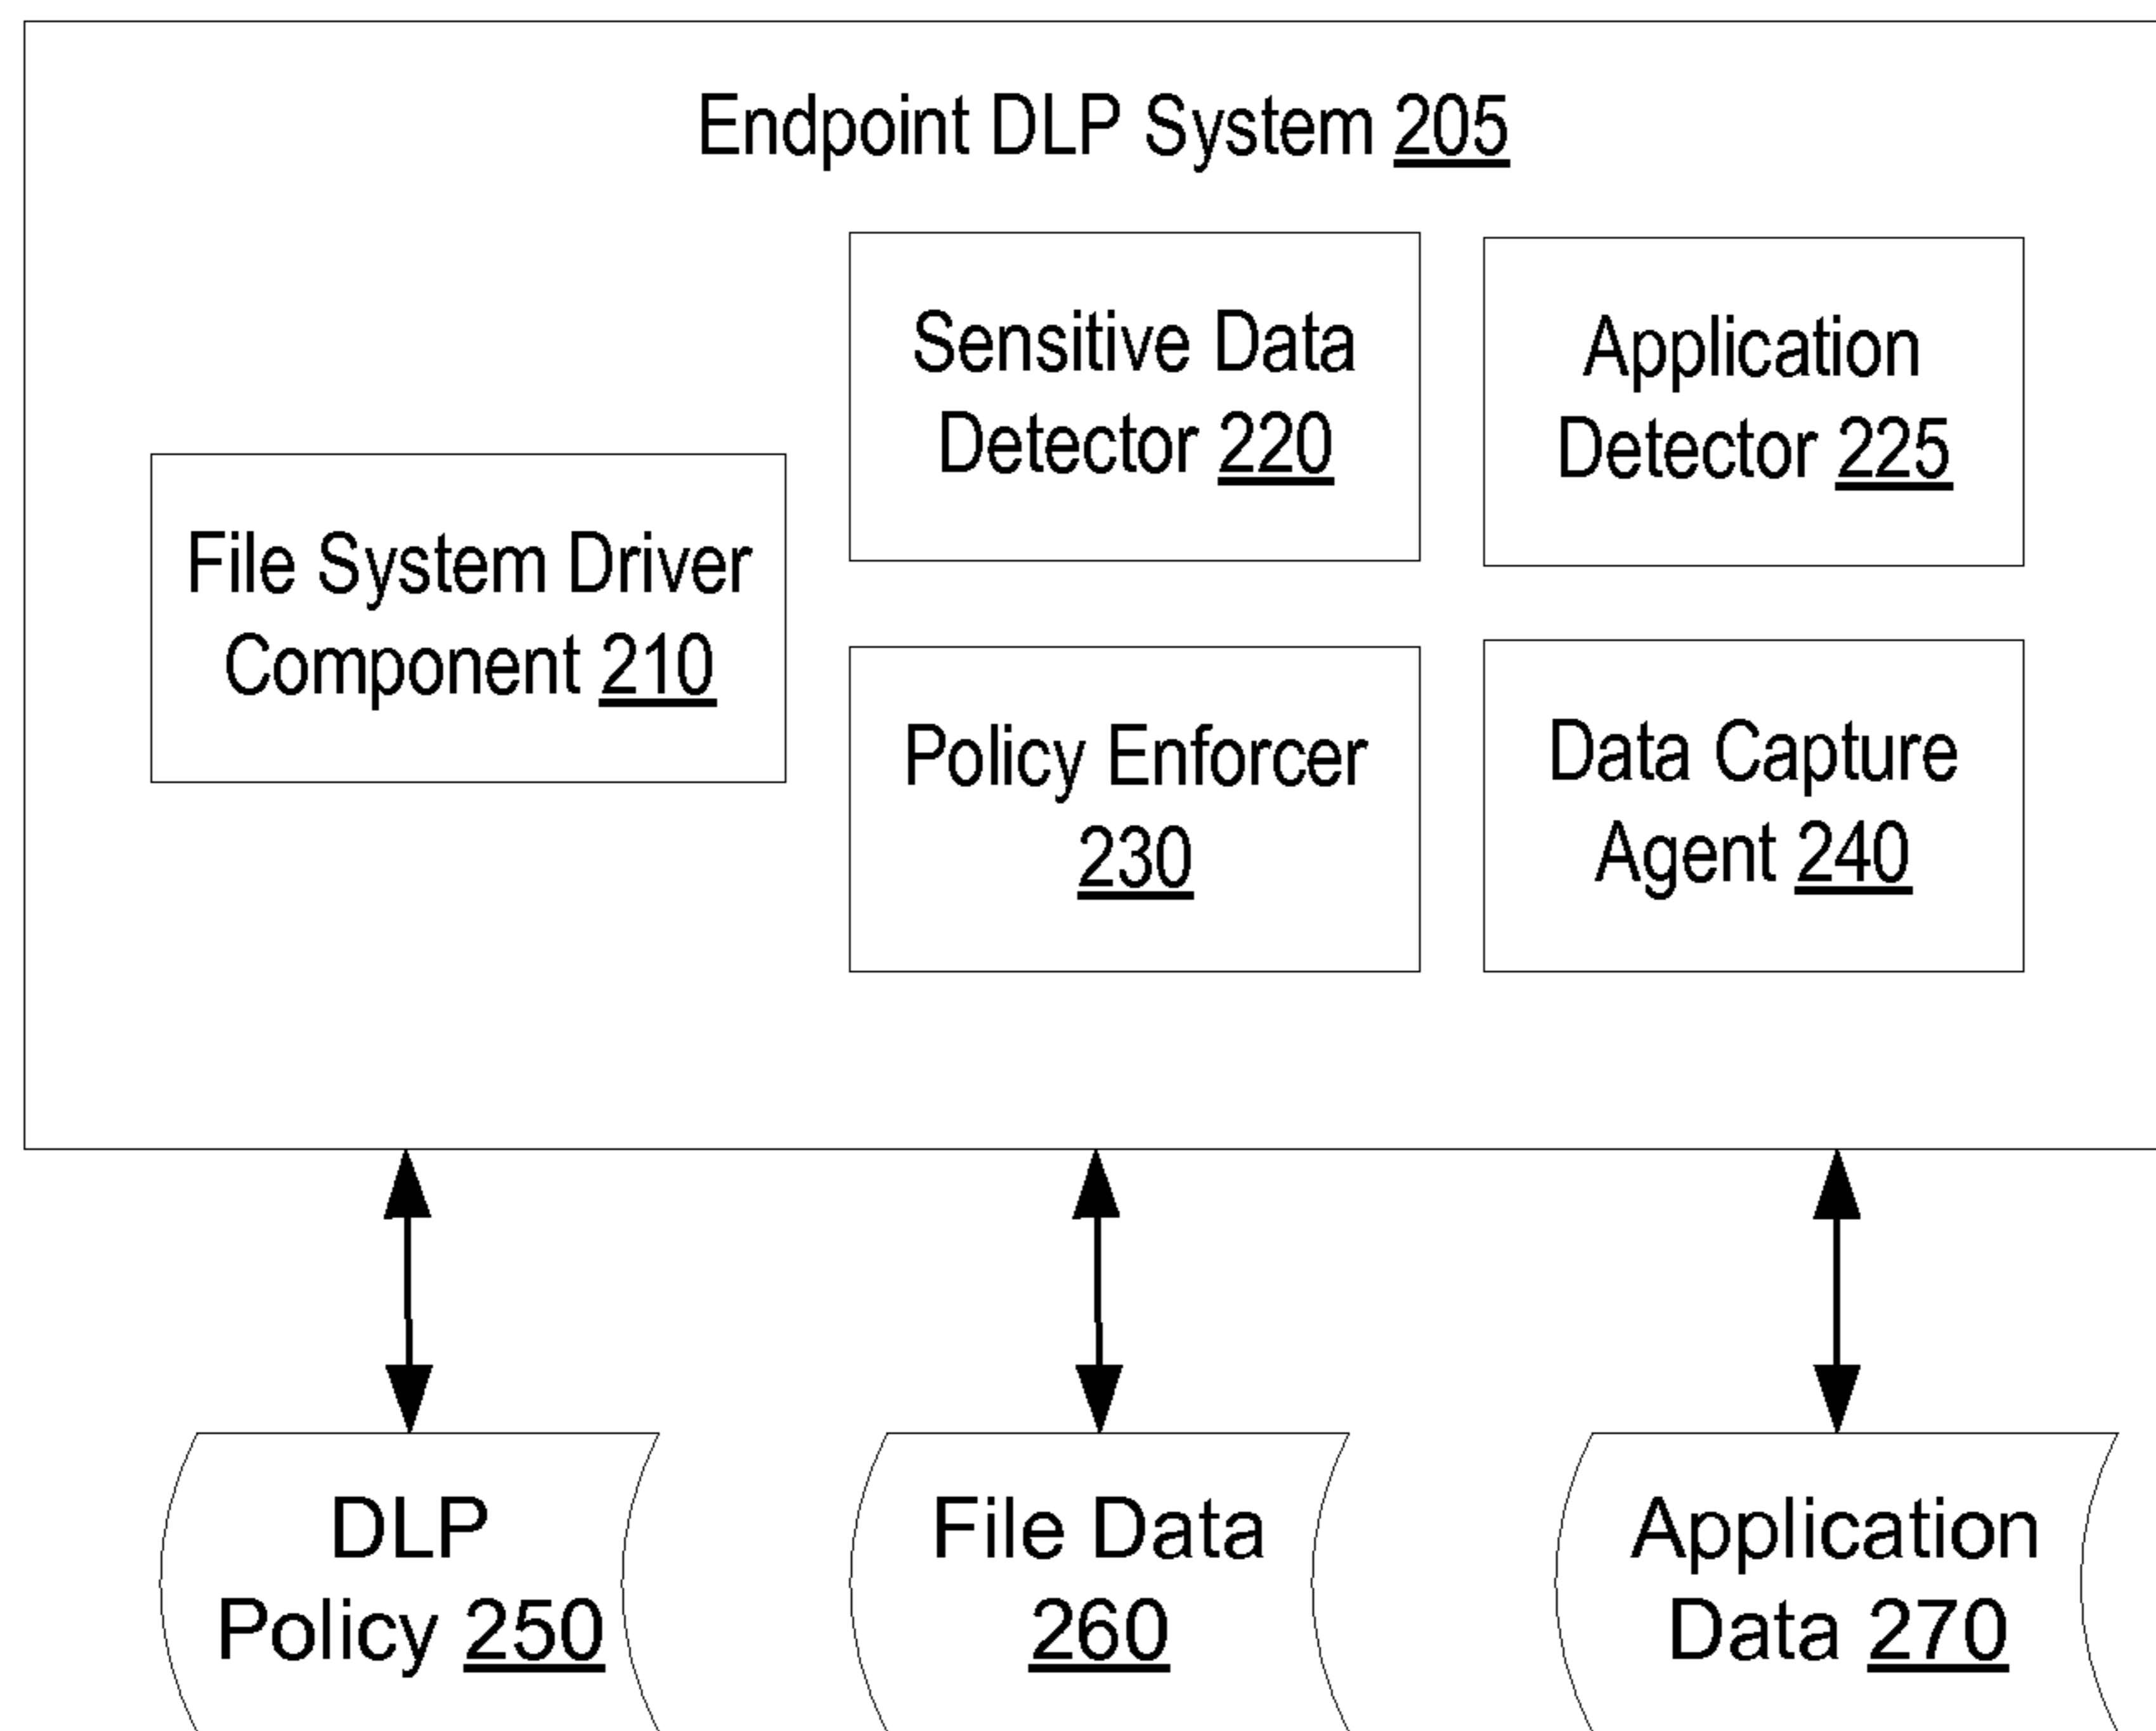 Endpoint DLP System 205
Sensitive Data
Detector 220
Application
Detector 225
File System Driver
Component 210
Policy Enforcer
230
Data Capture
Agent 240
DLP
Policy 250
File Data
260
Application
Data 270